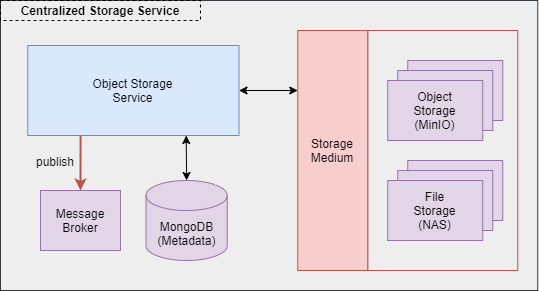 Centralized Storage Service
Object Storage
Service
Storage
Medium
Object
Storage
(MinIO)
File
Storage
(NAS)
publish
Message
Broker
MongoDB
(Metadata)